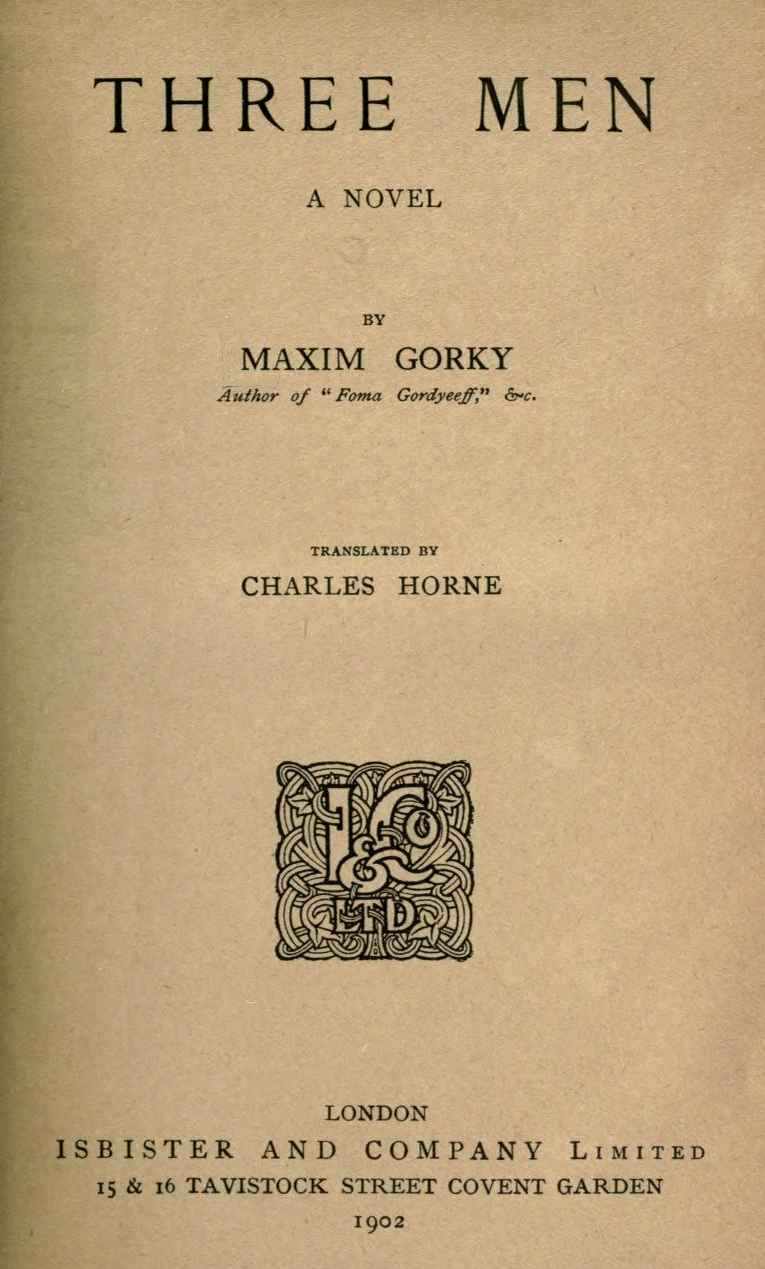 THREE MEN
A NOVEL
BY
MAXIM GORKY
Author of "Foma Gordyeeff," &c.
TRANSLATED BY
CHARLES HORNE
I & Co
LTD
LONDON
ISBISTER AND COMPANY LIMITED
15 & 16 TAVISTOCK STREET COVENT GARDEN
1902